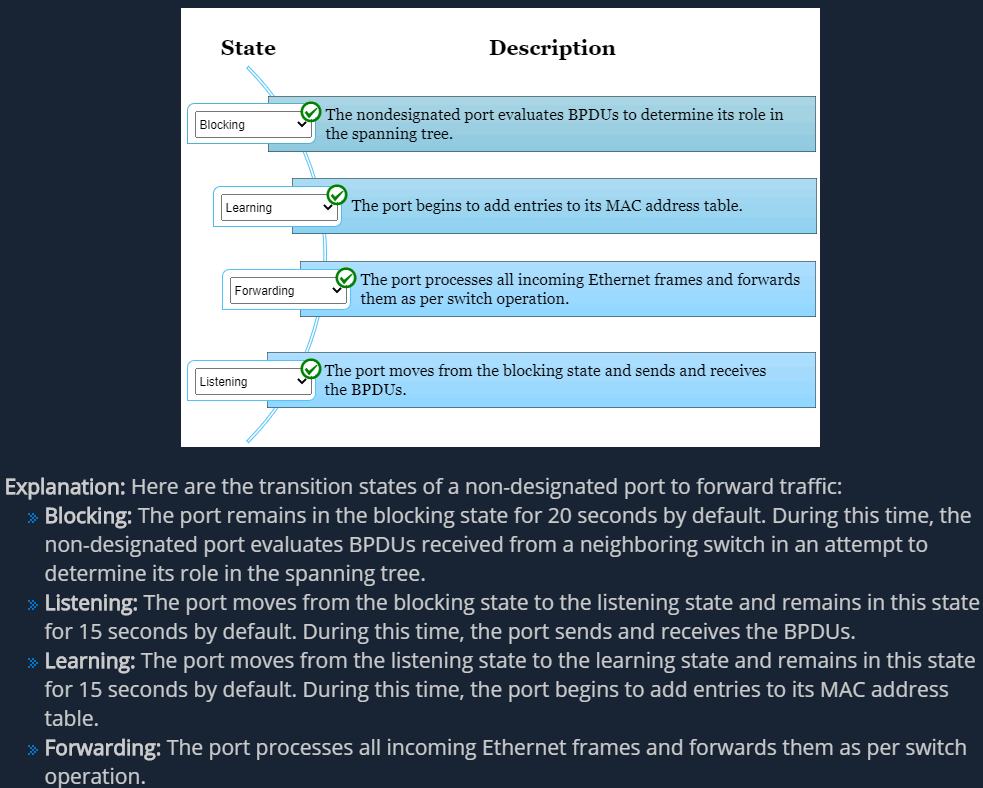 State Description
Blocking
The nondesignated port evaluates BPDUs to determine its role in
the spanning tree.
Learning
The port begins to add entries to its MAC address table.
Forwarding
The port processes all incoming Ethernet frames and forwards
them as per switch operation.
Listening
The port moves from the blocking state and sends and receives
the BPDUs.
Explanation: Here are the transition states of a non-designated port to forward traffic:
Blocking: The port remains in the blocking state for 20 seconds by default. During this time, the
non-designated port evaluates BPDUs received from a neighboring switch in an attempt to
determine its role in the spanning tree.
Listening: The port moves from the blocking state to the listening state and remains in this state
for 15 seconds by default. During this time, the port sends and receives the BPDUs.
Learning: The port moves from the listening state to the learning state and remains in this state
for 15 seconds by default. During this time, the port begins to add entries to its MAC address
table.
Forwarding: The port processes all incoming Ethernet frames and forwards them as per switch
operation.